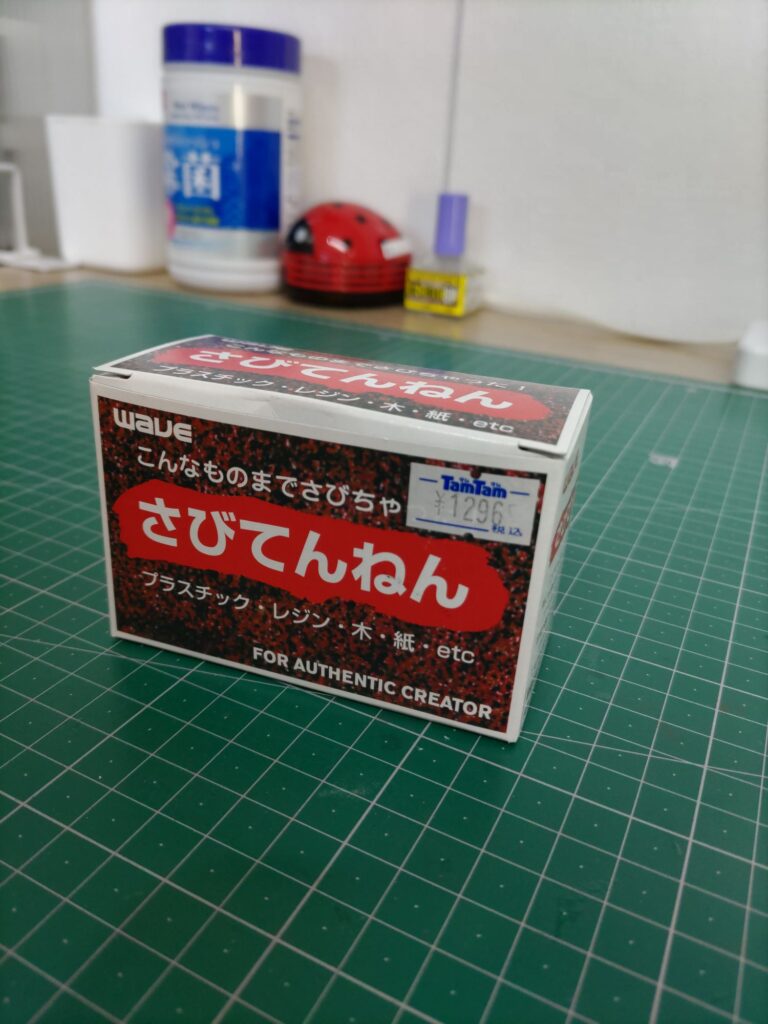 除菌
さびてんねん
プラスチック・レジン・木・紙・etc
wave
こんなものまでさびちゃ
TamTam
¥1296
税込
さびてんねん
プラスチック・レジン・木・紙・etc
FOR AUTHENTIC CREATOR